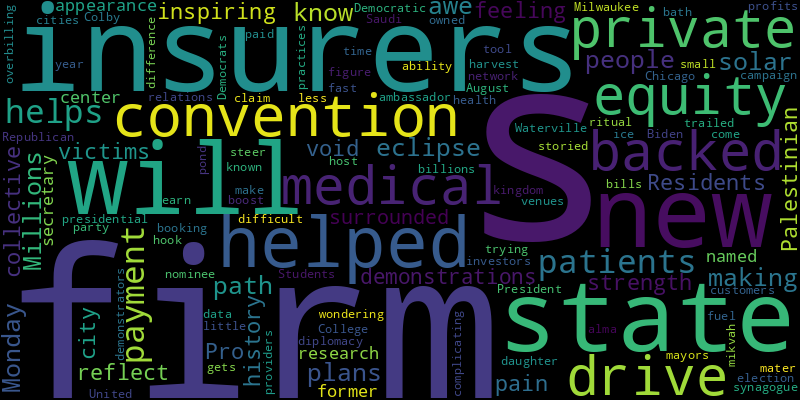 appearance
inspiring
know
Democratic
awe
feeling
Milwaukee
bath
profits
cities
Colby
Saudi
owned
private
overbilling
insurers
difference
Democrats
paid
practices
time
tool
people
solar
year
ability
harvest
figure
network
Chicago
small
campaign
center
relations
claim
less
fast
ambassador
August
health
equity
helps
convention
S
ritual
trailed
Republican
Waterville
ice
Biden
come
victims
void
eclipse
storied
backed
Palestinian
collective
Millions
secretary
will
pond
steer
known
host
billions
medical
kingdom
bills
Residents
learn
make
boost
venues
new
presidential
party
difficult
surrounded
booking
hook
helped
trying
investors
patients
named
making
firm
payment
nominee
Students
demonstrations
strength
customers
path
President
state
Monday
city
demonstrators
history
data
little
wondering
College
diplomacy
complicating
alma
fuel
mikvah
Pro
research
providers
daughter
mayors
reflect
gets
plans
former
pain
drive
mater
election
synagogue
United